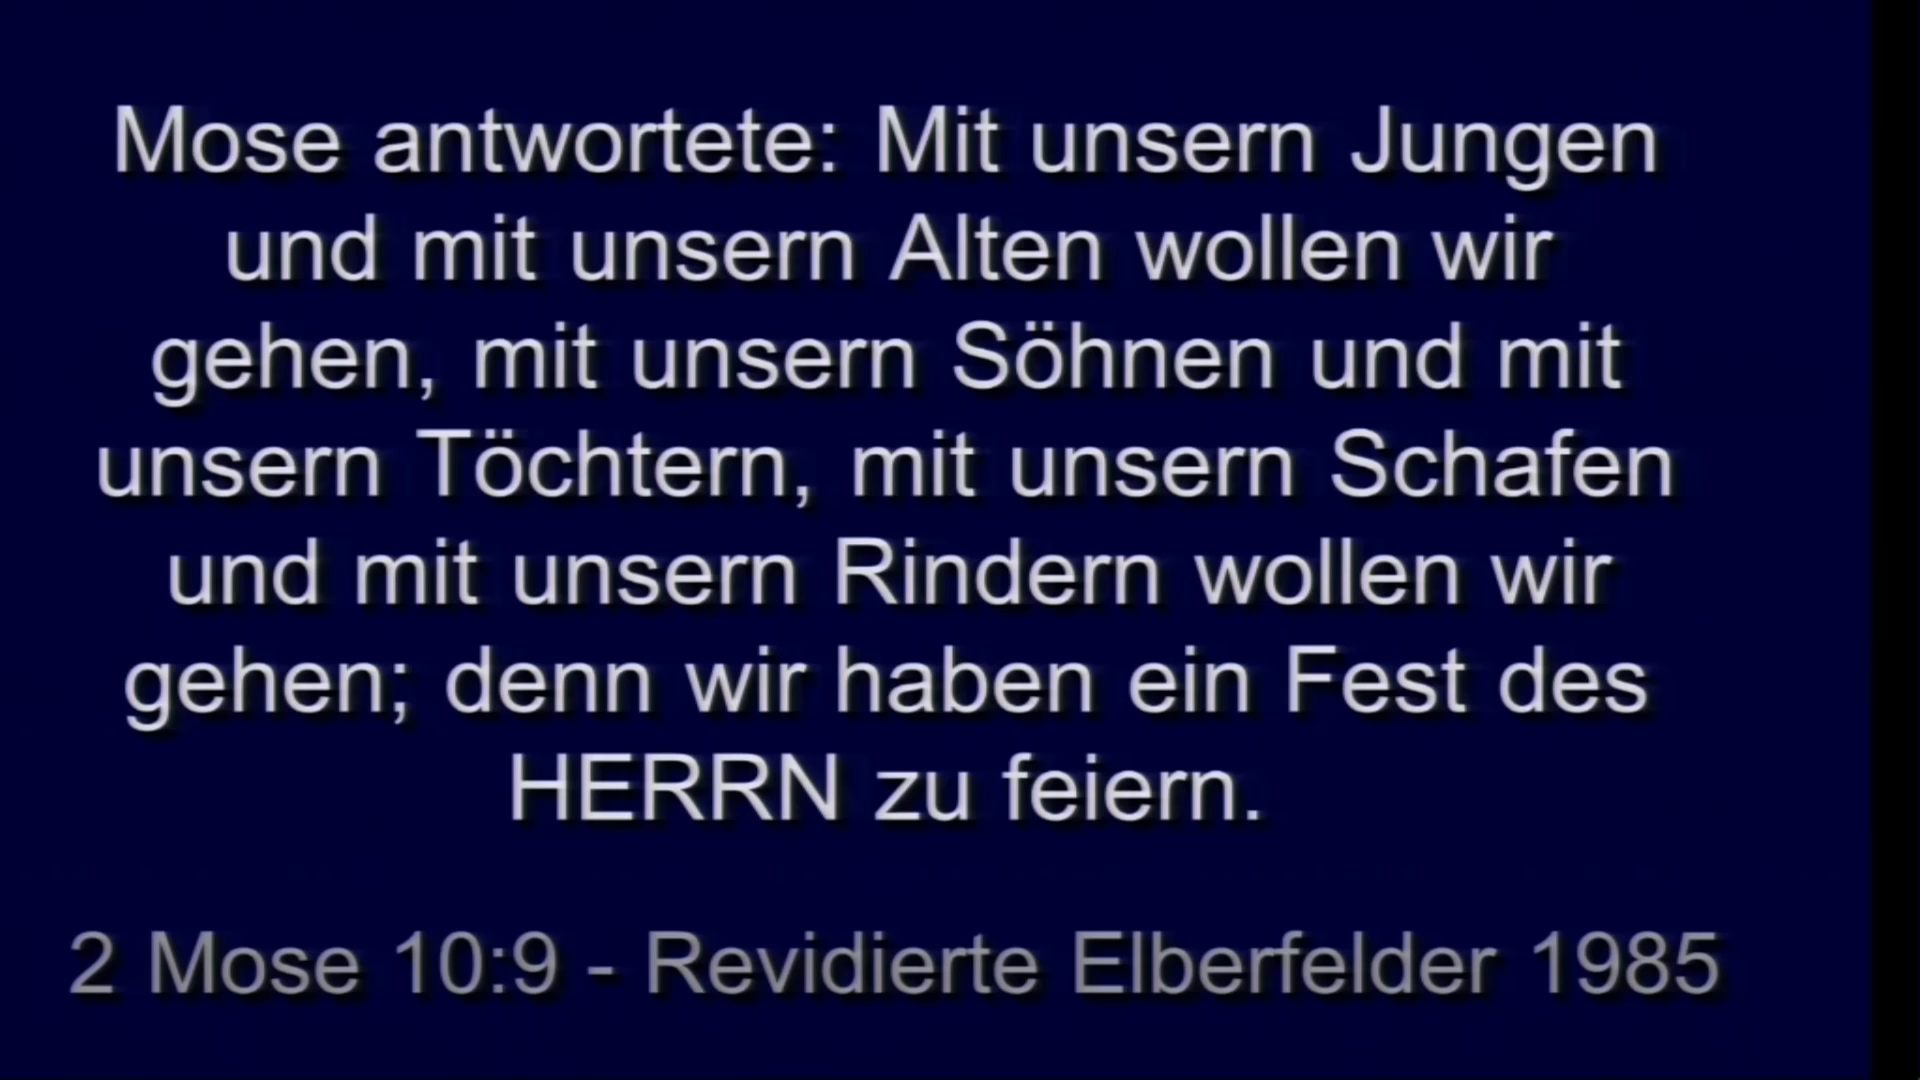 Mose antwortete: Mit unsern Jungen
und mit unsern Alten wollen wir
gehen, mit unsern Söhnen und mit
unsern Töchtern, mit unsern Schafen
und mit unsern Rindern wollen wir
gehen; denn wir haben ein Fest des
HERRN zu feiern.
2 Mose 10:9 - Revidierte Elberfelder 1985